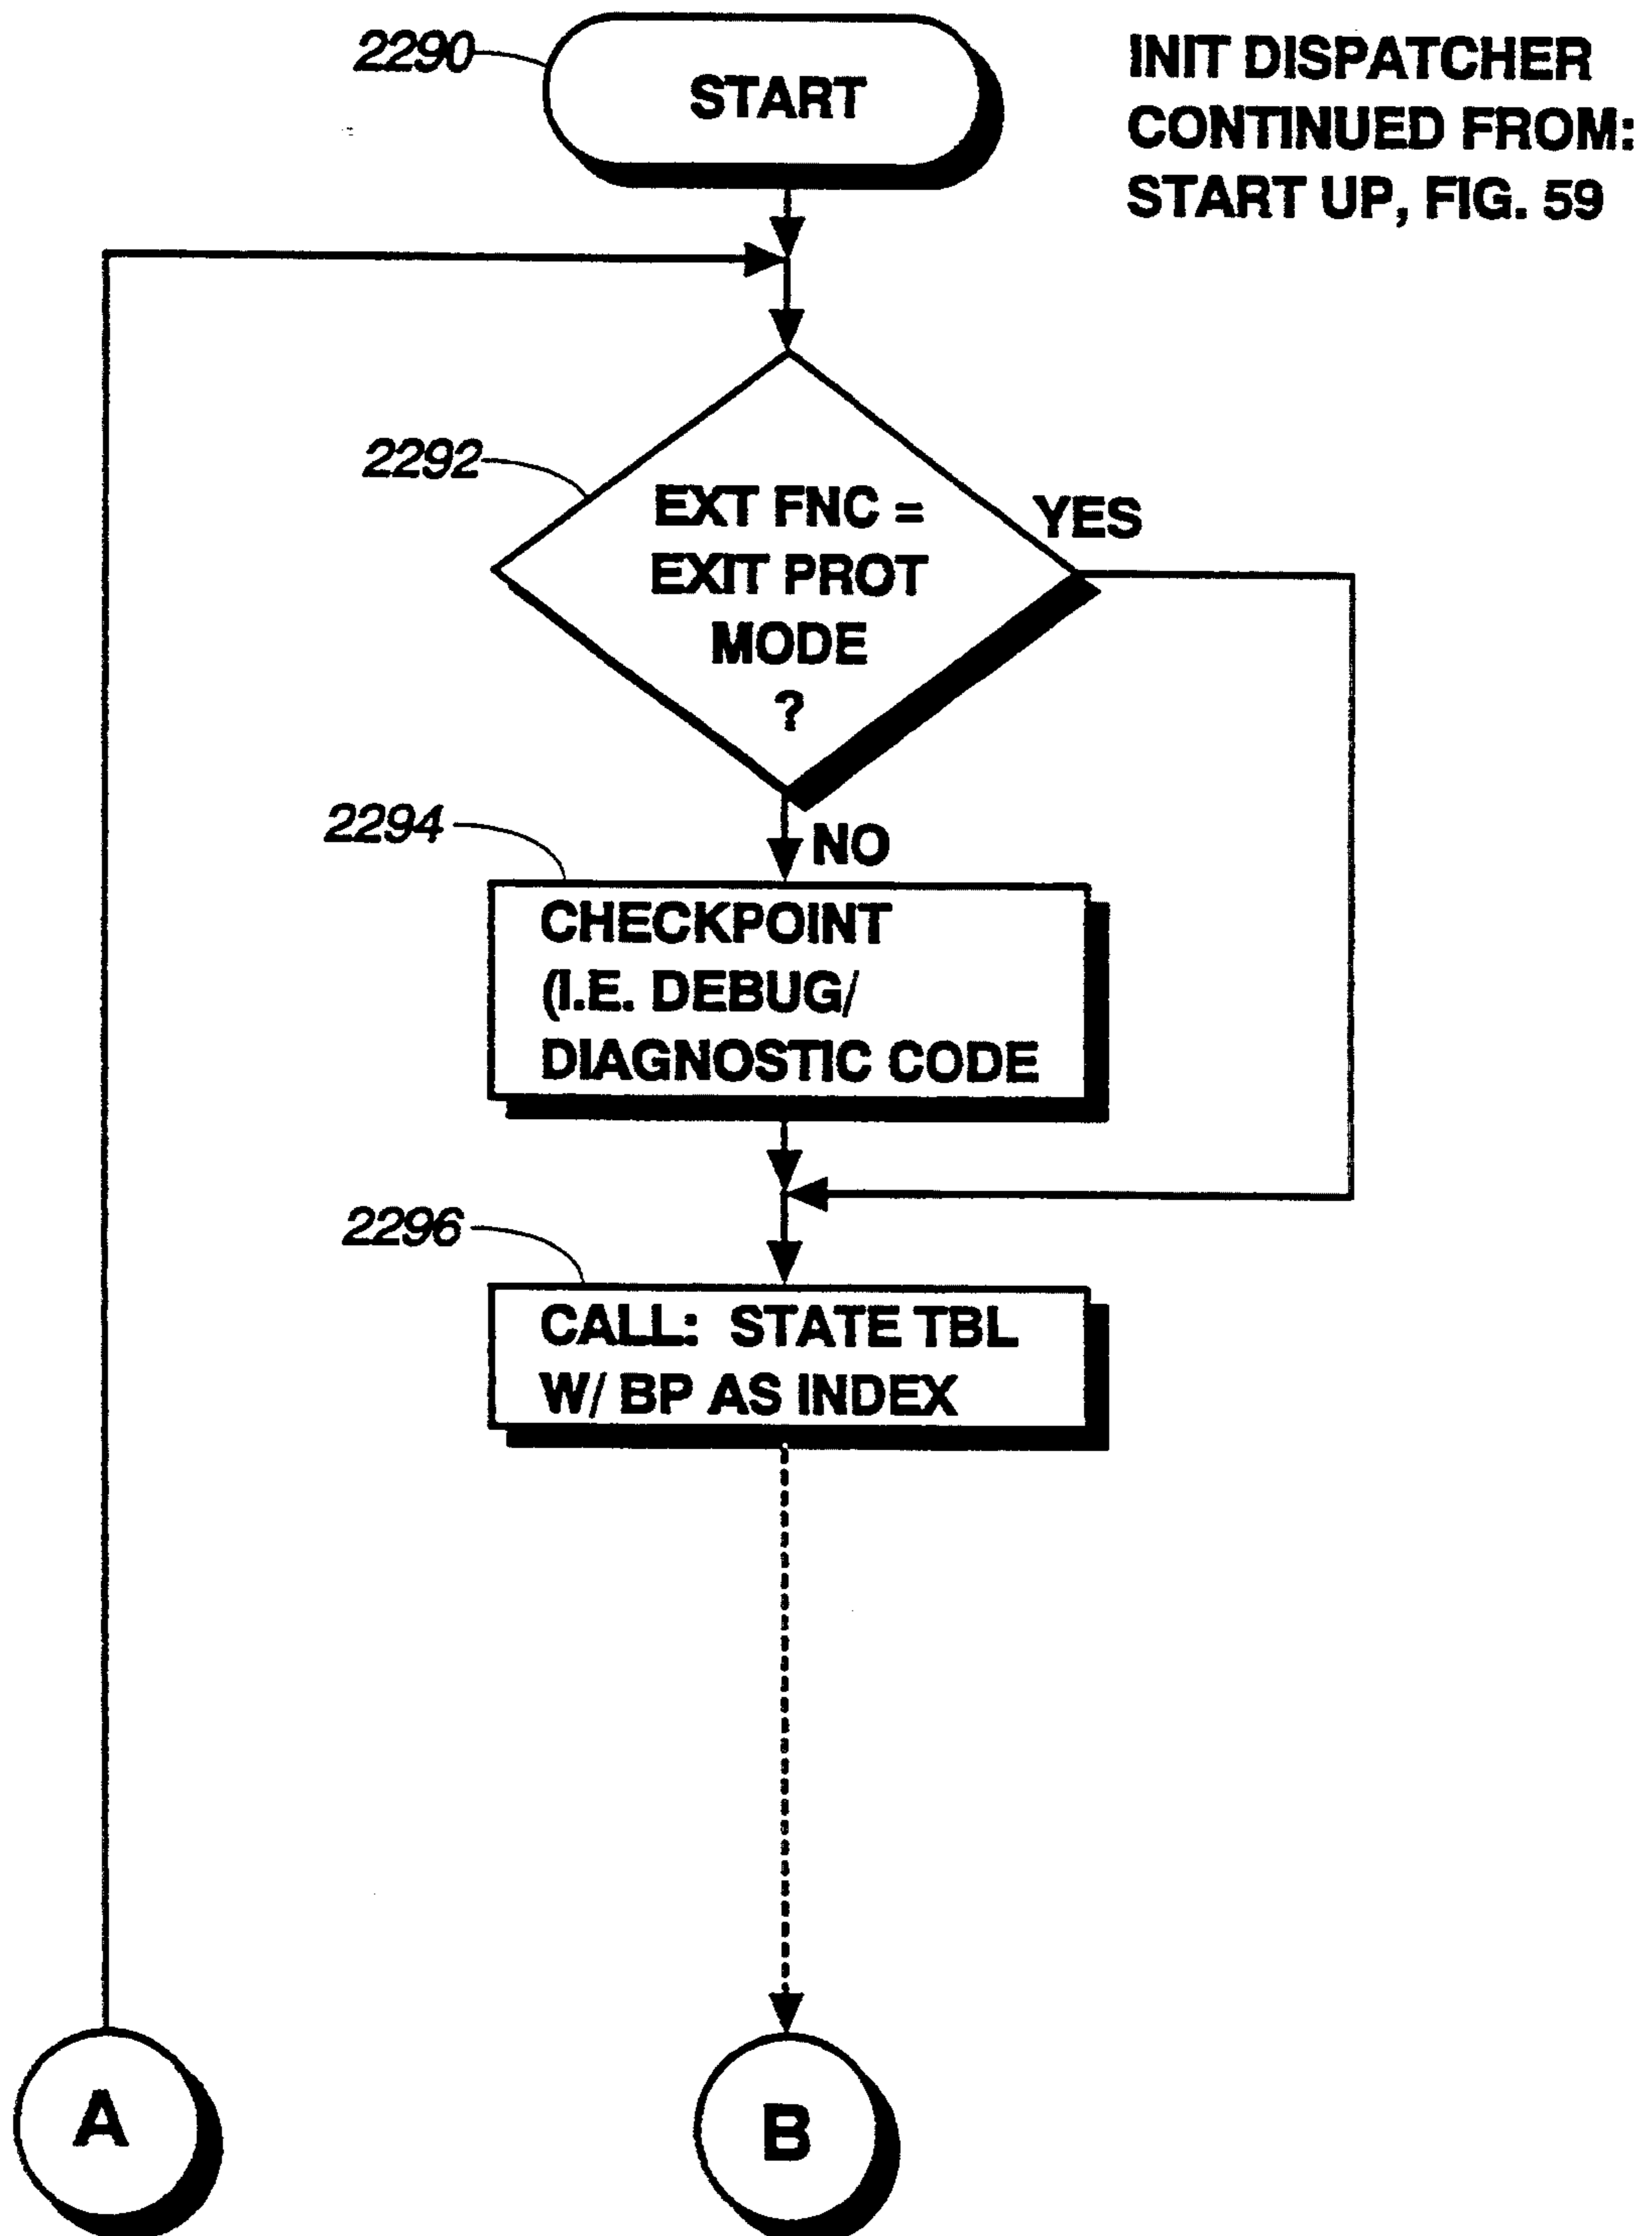 2290
START
INIT DISPATCHER
CONTINUED FROM:
START UP, FIG. 59
2292
EXT FNC =
EXIT PROT
MODE
?
YES
NO
2294
CHECKPOINT
(I.E. DEBUG/
DIAGNOSTIC CODE
2296
CALL: STATE TBL
W/ BP AS INDEX
A
B